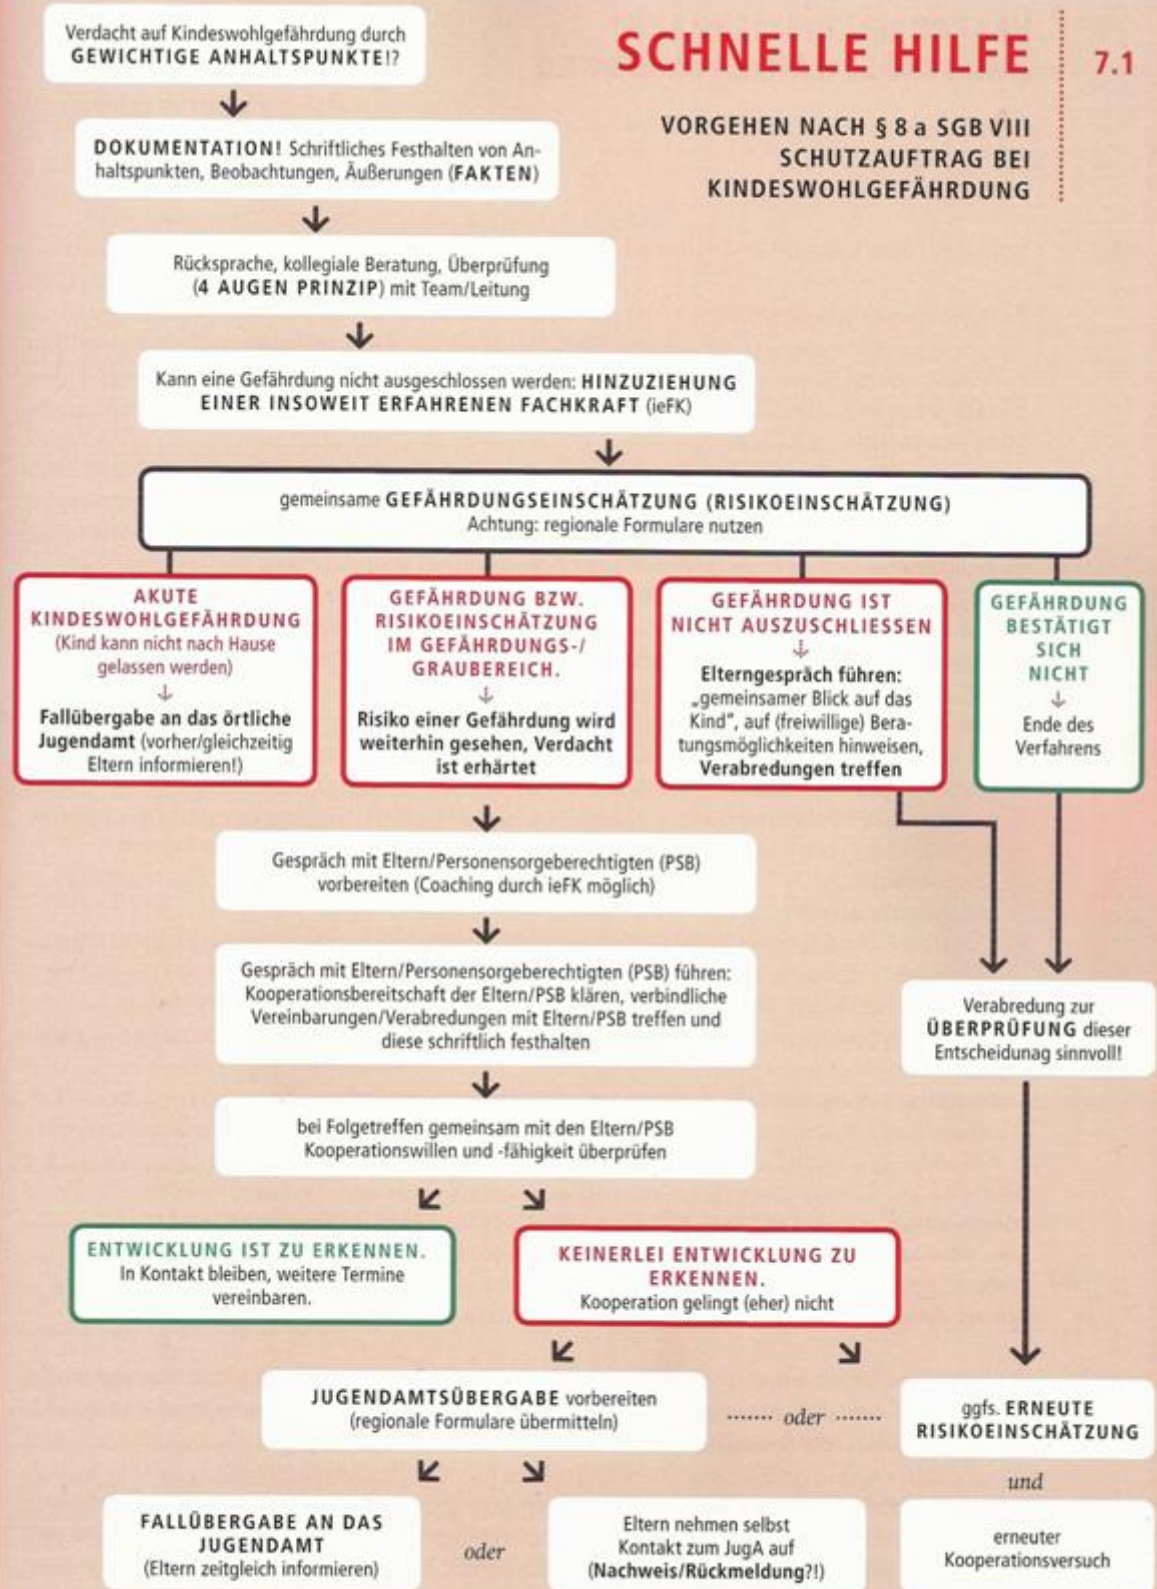 Verdacht auf Kindeswohlgefährdung durch
GEWICHTIGE ANHALTSPUNKTE!?
SCHNELLE HILFE
7.1
VORGEHEN NACH § 8 a SGB VIII
SCHUTZAUFTRAG BEI
KINDESWOHLGEFÄHRDUNG
DOKUMENTATION! Schriftliches Festhalten von An-
haltspunkten, Beobachtungen, Äußerungen (FAKTEN)
Rücksprache, kollegiale Beratung, Überprüfung
(4 AUGEN PRINZIP) mit Team/Leitung
Kann eine Gefährdung nicht ausgeschlossen werden: HINZUZIEHUNG
EINER INSOWEIT ERFAHRENEN FACHKRAFT (ieFK)
gemeinsame GEFÄHRDUNGSEINSCHÄTZUNG (RISIKOEINSCHÄTZUNG)
Achtung: regionale Formulare nutzen
AKUTE
KINDESWOHLGEFÄHRDUNG
(Kind kann nicht nach Hause
gelassen werden)
Fallübergabe an das örtliche
Jugendamt (vorher/gleichzeitig
Eltern informieren!)
GEFÄHRDUNG BZW.
RISIKOEINSCHÄTZUNG
IM GEFÄHRDUNGS-/
GRAUBEREICH.
Risiko einer Gefährdung wird
weiterhin gesehen, Verdacht
ist erhärtet
GEFÄHRDUNG IST
NICHT AUSZUSCHLIESSEN
Elterngespräch führen:
„gemeinsamer Blick auf das
Kind“, auf (freiwillige) Bera-
tungsmöglichkeiten hinweisen,
Verabredungen treffen
GEFÄHRDUNG
BESTÄTIGT
SICH
NICHT
Ende des
Verfahrens
Gespräch mit Eltern/Personensorgeberechtigten (PSB)
vorbereiten (Coaching durch ieFK möglich)
Gespräch mit Eltern/Personensorgeberechtigten (PSB) führen:
Kooperationsbereitschaft der Eltern/PSB klären, verbindliche
Vereinbarungen/Verabredungen mit Eltern/PSB treffen und
diese schriftlich festhalten
Verabredung zur
ÜBERPRÜFUNG dieser
Entscheidunag sinnvoll!
bei Folgetreffen gemeinsam mit den Eltern/PSB
Kooperationswillen und -fähigkeit überprüfen
ENTWICKLUNG IST ZU ERKENNEN.
In Kontakt bleiben, weitere Termine
vereinbaren.
KEINERLEI ENTWICKLUNG ZU
ERKENNEN.
Kooperation gelingt (eher) nicht
JUGENDAMTSÜBERGABE vorbereiten
(regionale Formulare übermitteln)
....... oder .......
ggfs. ERNEUTE
RISIKOEINSCHÄTZUNG
und
FALLÜBERGABE AN DAS
JUGENDAMT
(Eltern zeitgleich informieren)
oder
Eltern nehmen selbst
Kontakt zum JugA auf
(Nachweis/Rückmeldung?!)
erneuter
Kooperationsversuch